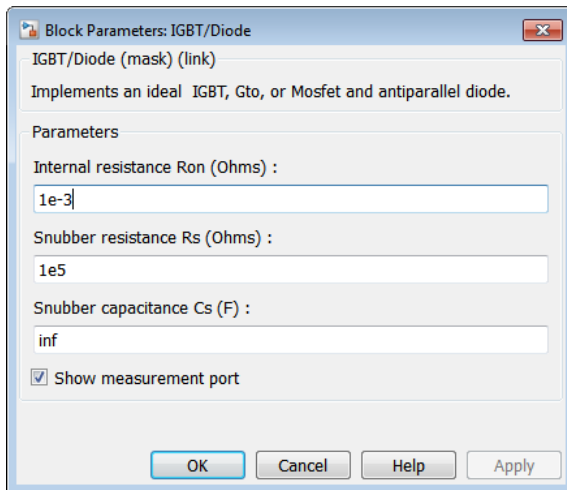 Block Parameters: IGBT/Diode
IGBT/Diode (mask) (link)
Implements an ideal IGBT, Gto, or Mosfet and antiparallel diode.
Parameters
Internal resistance Ron (Ohms) :
1e-3
Snubber resistance Rs (Ohms) :
1e5
Snubber capacitance Cs (F) :
inf
Show measurement port
OK Cancel Help Apply